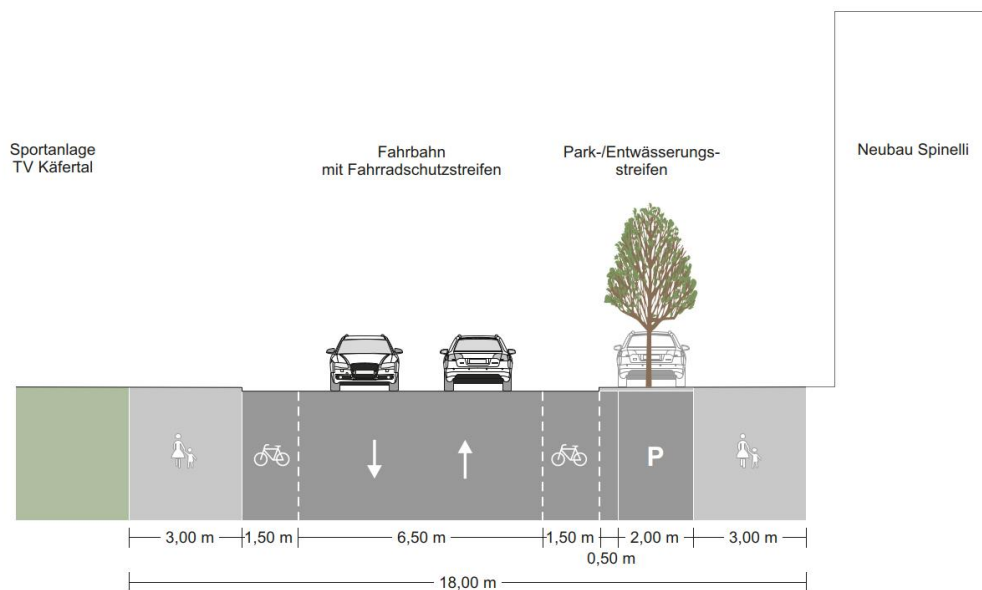 Sportanlage
TV Käfertal
Fahrbahn
mit Fahrradschutzstreifen
Park-/Entwässerungs-
streifen
Neubau Spinelli
P
3,00 m
1,50 m
6,50 m
1,50 m
2,00 m
3,00 m
0,50 m
18,00 m